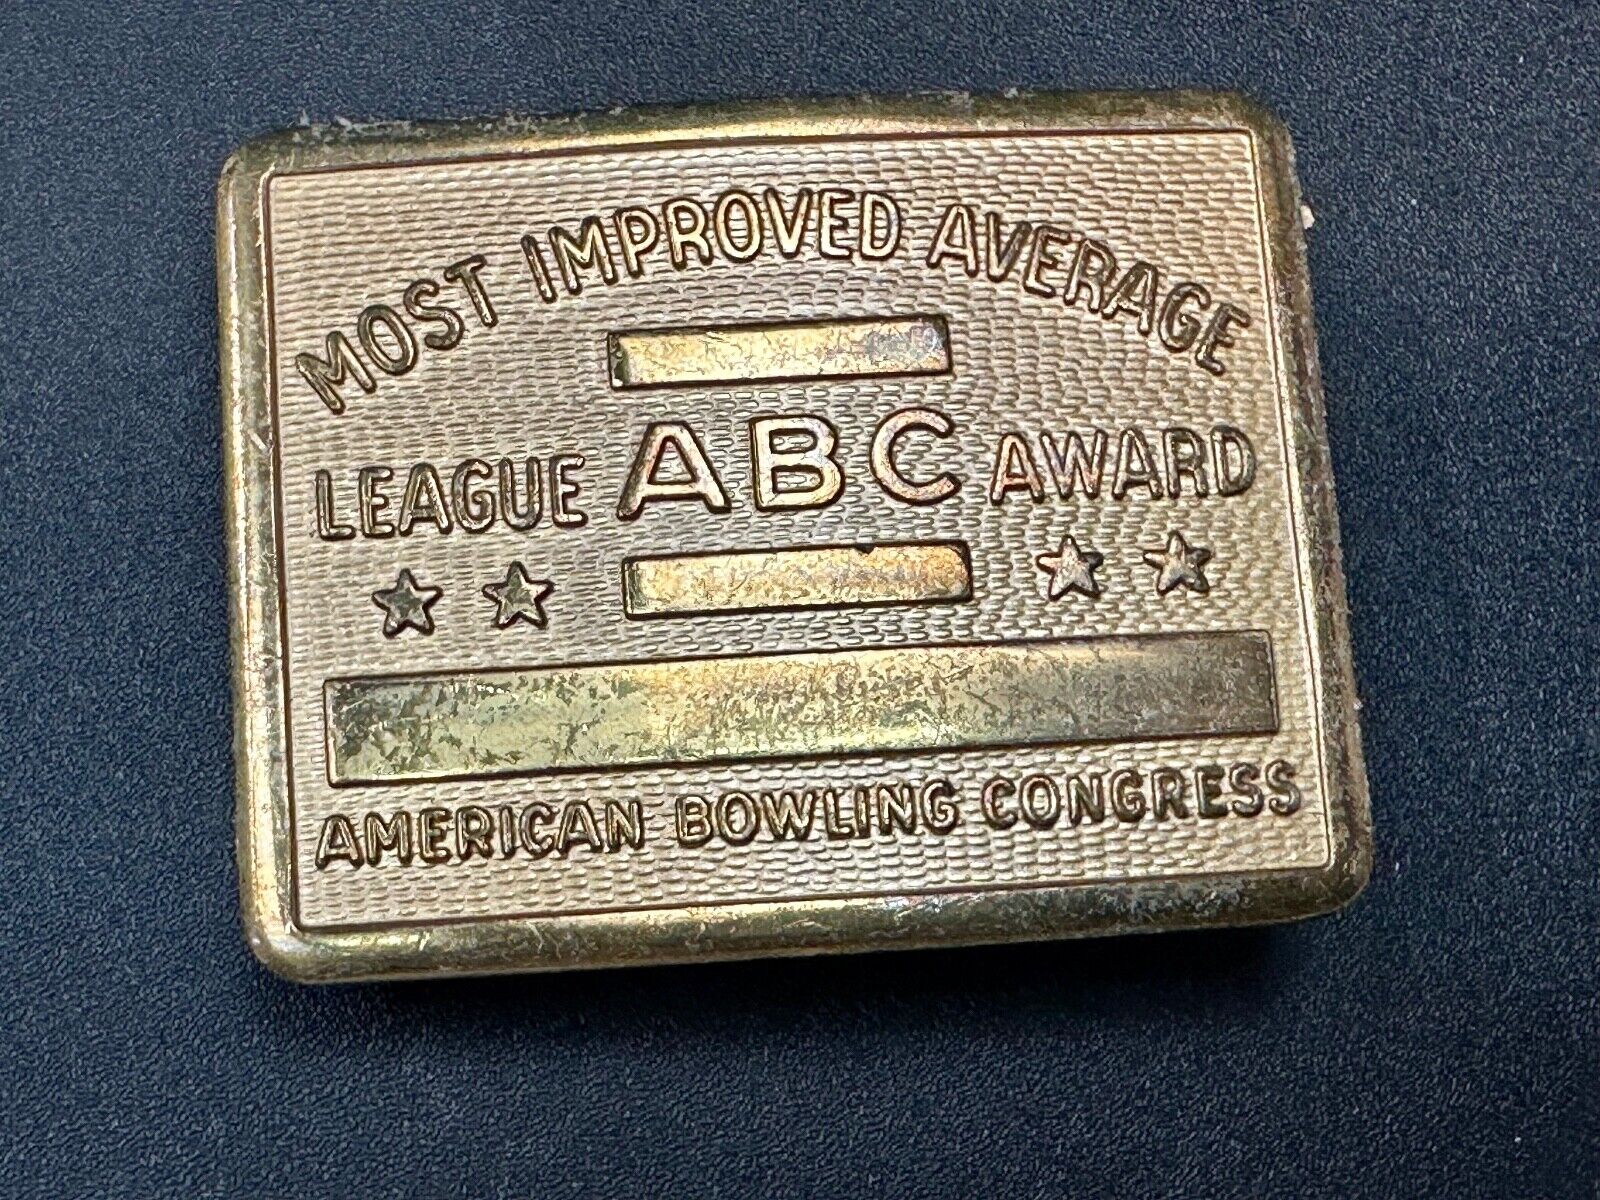 MOST IMPROVED AVERAGE
LEAGUE ABC AWARD
AMERICAN BOWLING CONGRESS